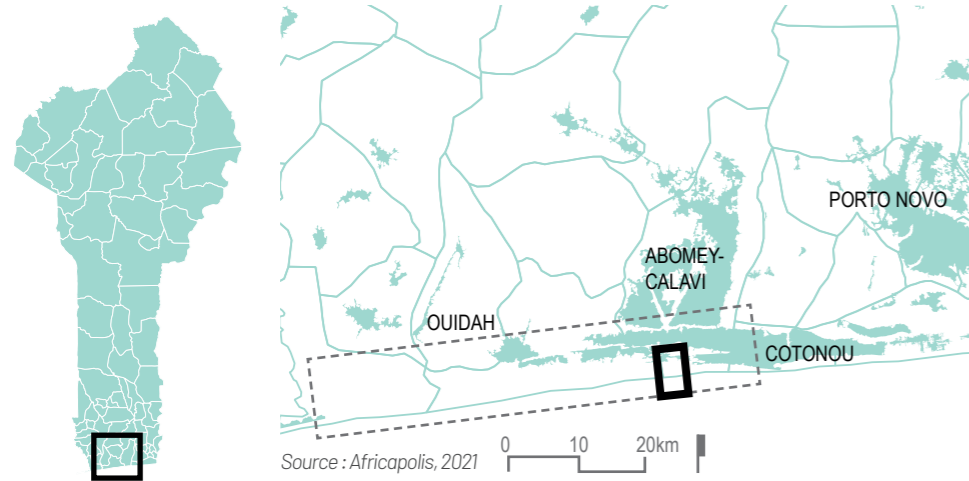 PORTO NOVO
ABOMEY-
CALAVI
OUIDAH
COTONOU
0 10 20km
Source : Africapolis, 2021